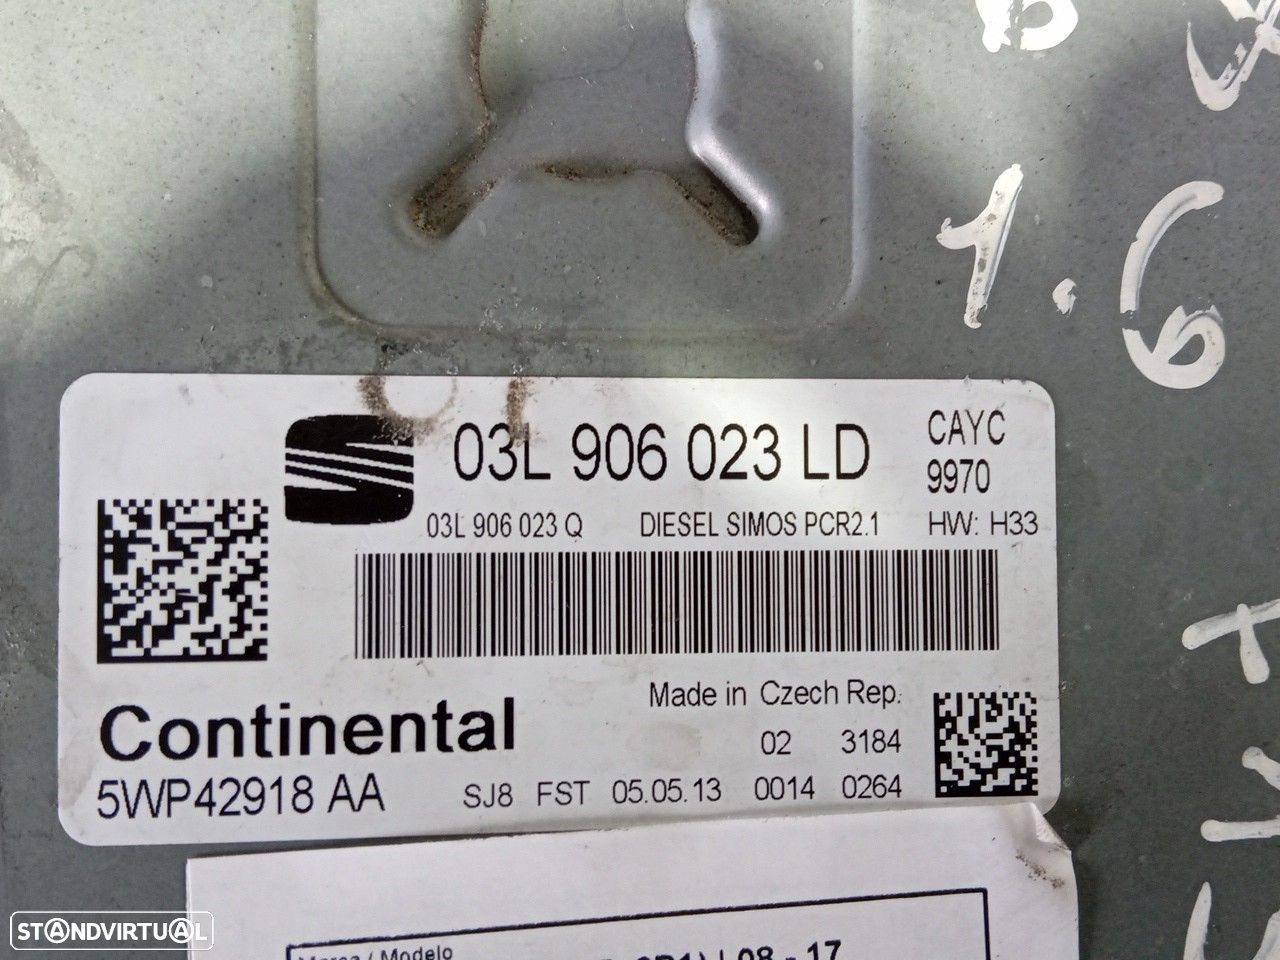 1.6
03L 906 023 LD
CAYC
9970
03L 906 023 Q DIESEL SIMOS PCR2.1 HW: H33
Made in Czech Rep.
Continental
02 3184
5WP42918 AA
SJ8 FST 05.05.13 0014 0264
Marca / Modelo
08 - 17
STANDVIRTUAL